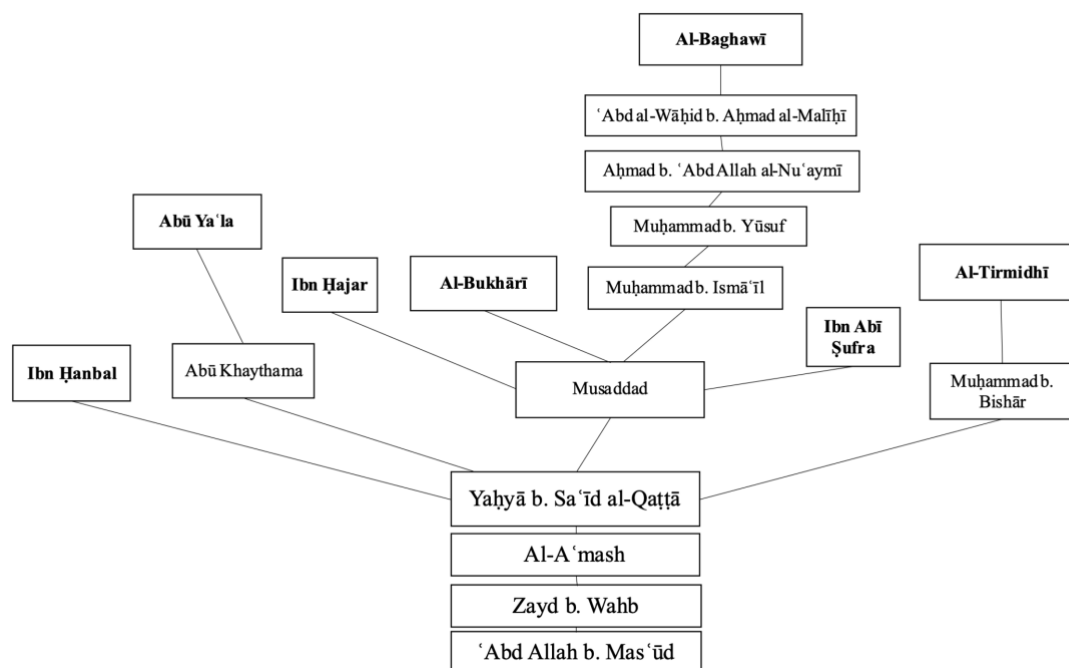 Al-Baghawī
ʿAbd al-Wāḥid b. Aḥmad al-Malīḥī
Aḥmad b. ʿAbd Allah al-Nuʿaymī
Abū Yaʿla
Muḥammad b. Yūsuf
Ibn Ḥajar
Al-Bukhārī
Muḥammad b. Ismāʿīl
Al-Tirmidhī
Ibn Abī
Ṣufra
Ibn Ḥanbal
Abū Khaythama
Musaddad
Muḥammad b.
Bishār
Yaḥyā b. Saʿīd al-Qaṭṭā
Al-Aʿmash
Zayd b. Wahb
ʿAbd Allah b. Masʿūd